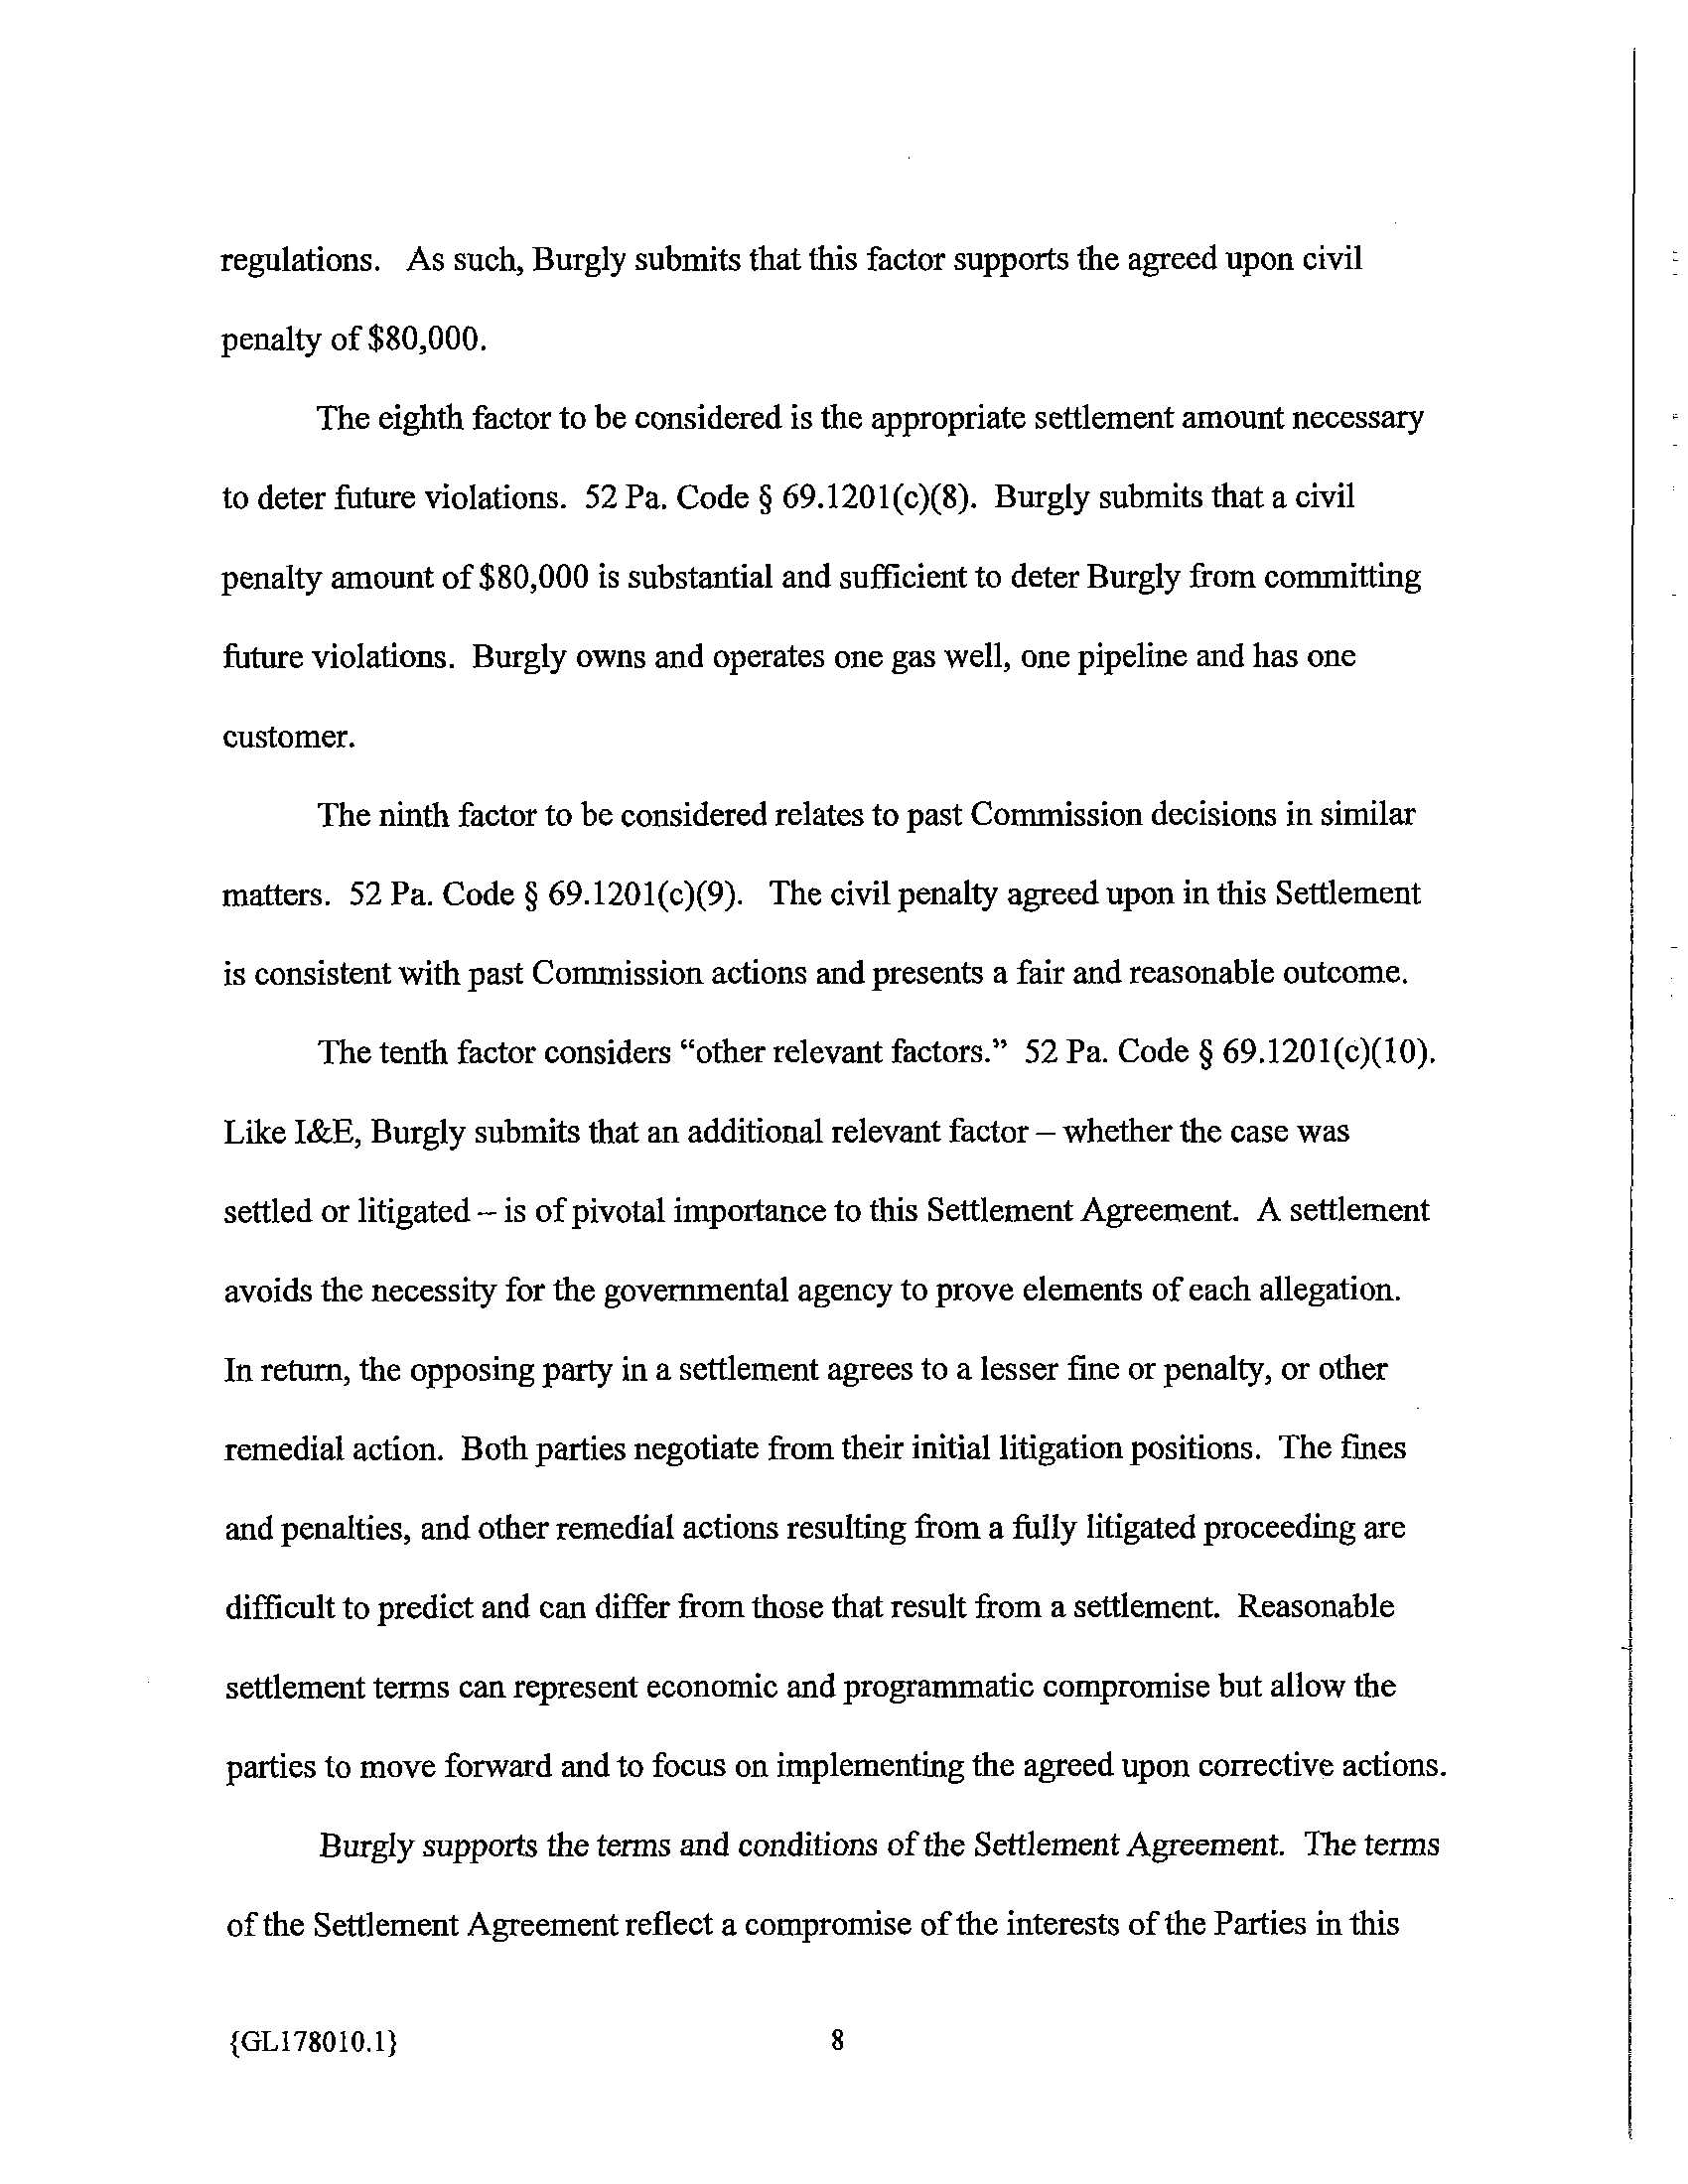 regulations. As such, Burgly submits that this factor supports the agreed upon civil
penalty of $80,000.
The eighth factor to be considered is the appropriate settlement amount necessary
to deter future violations. 52 Pa. Code § 69.1201(c)(8). Burgly submits that a civil
penalty amount of $80,000 is substantial and sufficient to deter Burgly from committing
future violations. Burgly owns and operates one gas well, one pipeline and has one
customer.
The ninth factor to be considered relates to past Commission decisions in similar
matters. 52 Pa. Code § 69.1201(c)(9). The civil penalty agreed upon in this Settlement
is consistent with past Commission actions and presents a fair and reasonable outcome.
The tenth factor considers “other relevant factors.” 52 Pa. Code § 69.1201(c)(10).
Like I&E, Burgly submits that an additional relevant factor – whether the case was
settled or litigated – is of pivotal importance to this Settlement Agreement. A settlement
avoids the necessity for the governmental agency to prove elements of each allegation.
In return, the opposing party in a settlement agrees to a lesser fine or penalty, or other
remedial action. Both parties negotiate from their initial litigation positions. The fines
and penalties, and other remedial actions resulting from a fully litigated proceeding are
difficult to predict and can differ from those that result from a settlement. Reasonable
settlement terms can represent economic and programmatic compromise but allow the
parties to move forward and to focus on implementing the agreed upon corrective actions.
Burgly supports the terms and conditions of the Settlement Agreement. The terms
of the Settlement Agreement reflect a compromise of the interests of the Parties in this
{GL178010.1}
8